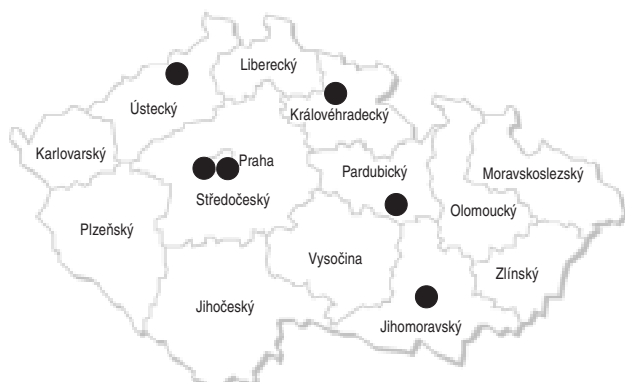 Liberecký
Ústecký
Královéhradecký
Karlovarský
Praha
Pardubický
Moravskoslezský
Středočeský
Olomoucký
Plzeňský
Vysočina
Zlínský
Jihočeský
Jihomoravský